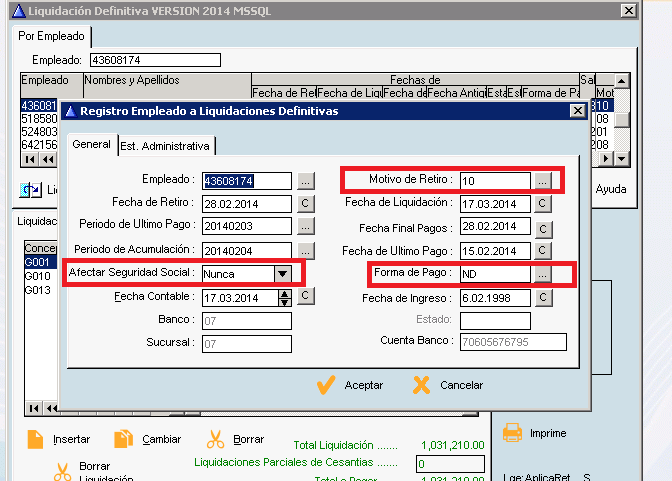 Liquidación Definitiva VERSION 2014 MSSQL
Por Empleado
Empleado: 43608174
Empleado Nombres y Apellidos Fechas de Sal
Fecha de Ret Fecha de Liqu Fecha de Fecha Antig Esta Est Forma de Pa Mot
436081 310
518580 08
524803 201
642156 208
Registro Empleado a Liquidaciones Definitivas
General Est. Administrativa
Empleado : 43608174 ... Motivo de Retiro : 10 ...
Fecha de Retiro : 28.02.2014 C Fecha de Liquidación : 17.03.2014 C
Periodo de Ultimo Pago : 20140203 ... Fecha Final Pagos : 28.02.2014 C
Periodo de Acumulación : 20140204 ... Fecha de Ultimo Pago : 15.02.2014 C
Afectar Seguridad Social : Nunca Forma de Pago : ND ...
Fecha Contable : 17.03.2014 C Fecha de Ingreso : 6.02.1998 C
Banco : 07 Estado:
Sucursal : 07 Cuenta Banco : 70605676795
Aceptar Cancelar
Li Ayuda
Liquidac
Concep
G001
G010
G013
Insertar Cambiar Borrar
Imprime
Total Liquidación ....... 1,031,210.00
Borrar Liquidación
Liquidaciones Parciales de Cesantias ....... 0
Total a Pagar 1,031,210.00
Lge:AplicaRet S